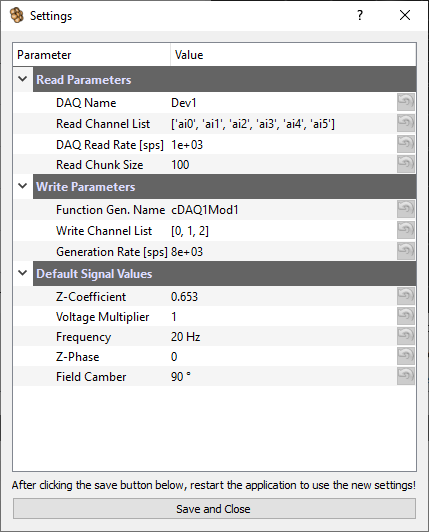 Settings
?
Parameter Value
Read Parameters
DAQ Name Dev1
Read Channel List ['ai0', 'ai1', 'ai2', 'ai3', 'ai4', 'ai5']
DAQ Read Rate [sps] 1e+03
Read Chunk Size 100
Write Parameters
Function Gen. Name cDAQ1Mod1
Write Channel List [0, 1, 2]
Generation Rate [sps] 8e+03
Default Signal Values
Z-Coefficient 0.653
Voltage Multiplier 1
Frequency 20 Hz
Z-Phase 0
Field Camber 90 °
After clicking the save button below, restart the application to use the new settings!
Save and Close